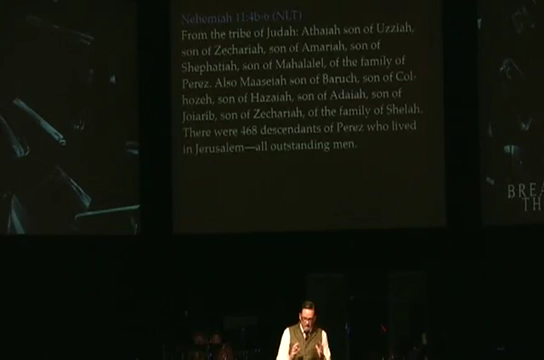 Nehemiah 11:4b-6 (NLT)
From the tribe of Judah: Athaiah son of Uzziah,
son of Zechariah, son of Amariah, son of
Shephatiah, son of Mahalalel, of the family of
Perez. Also Maaseiah son of Baruch, son of Col-
hozeh, son of Hazaiah, son of Adaiah, son of
Joiarib, son of Zechariah, of the family of Shelah.
There were 468 descendants of Perez who lived
in Jerusalem—all outstanding men.
BREA
TH